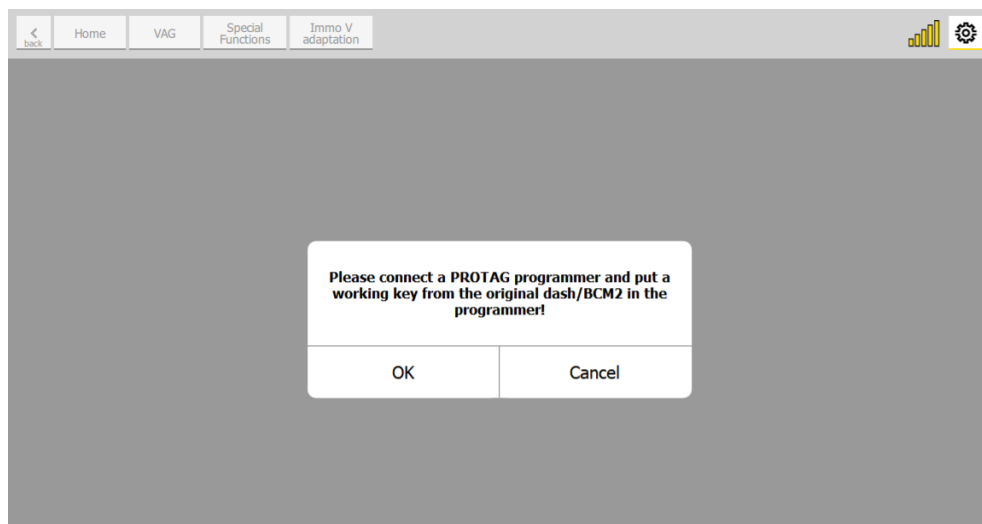 back
Home
VAG
Special
Functions
Immo V
adaptation
Please connect a PROTAG programmer and put a
working key from the original dash/BCM2 in the
programmer!
OK
Cancel